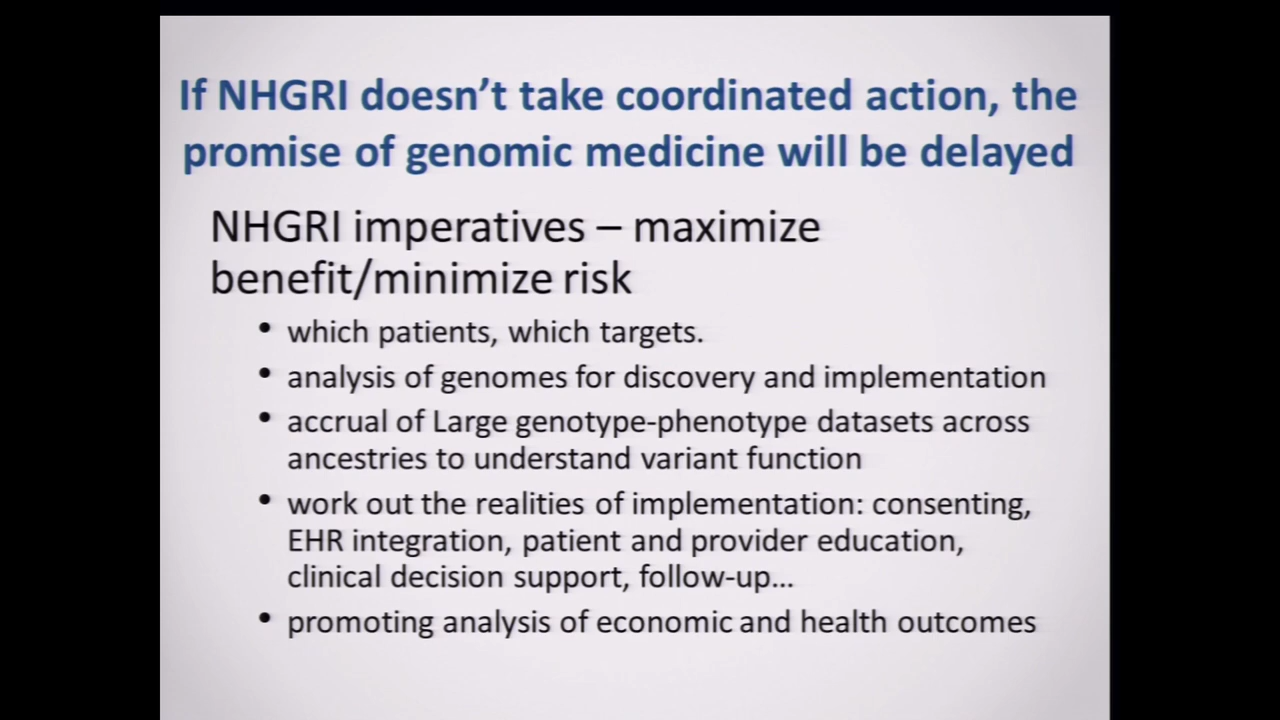 If NHGRI doesn’t take coordinated action, the
promise of genomic medicine will be delayed
NHGRI imperatives – maximize
benefit/minimize risk
• which patients, which targets.
• analysis of genomes for discovery and implementation
• accrual of Large genotype-phenotype datasets across
ancestries to understand variant function
• work out the realities of implementation: consenting,
EHR integration, patient and provider education,
clinical decision support, follow-up…
• promoting analysis of economic and health outcomes